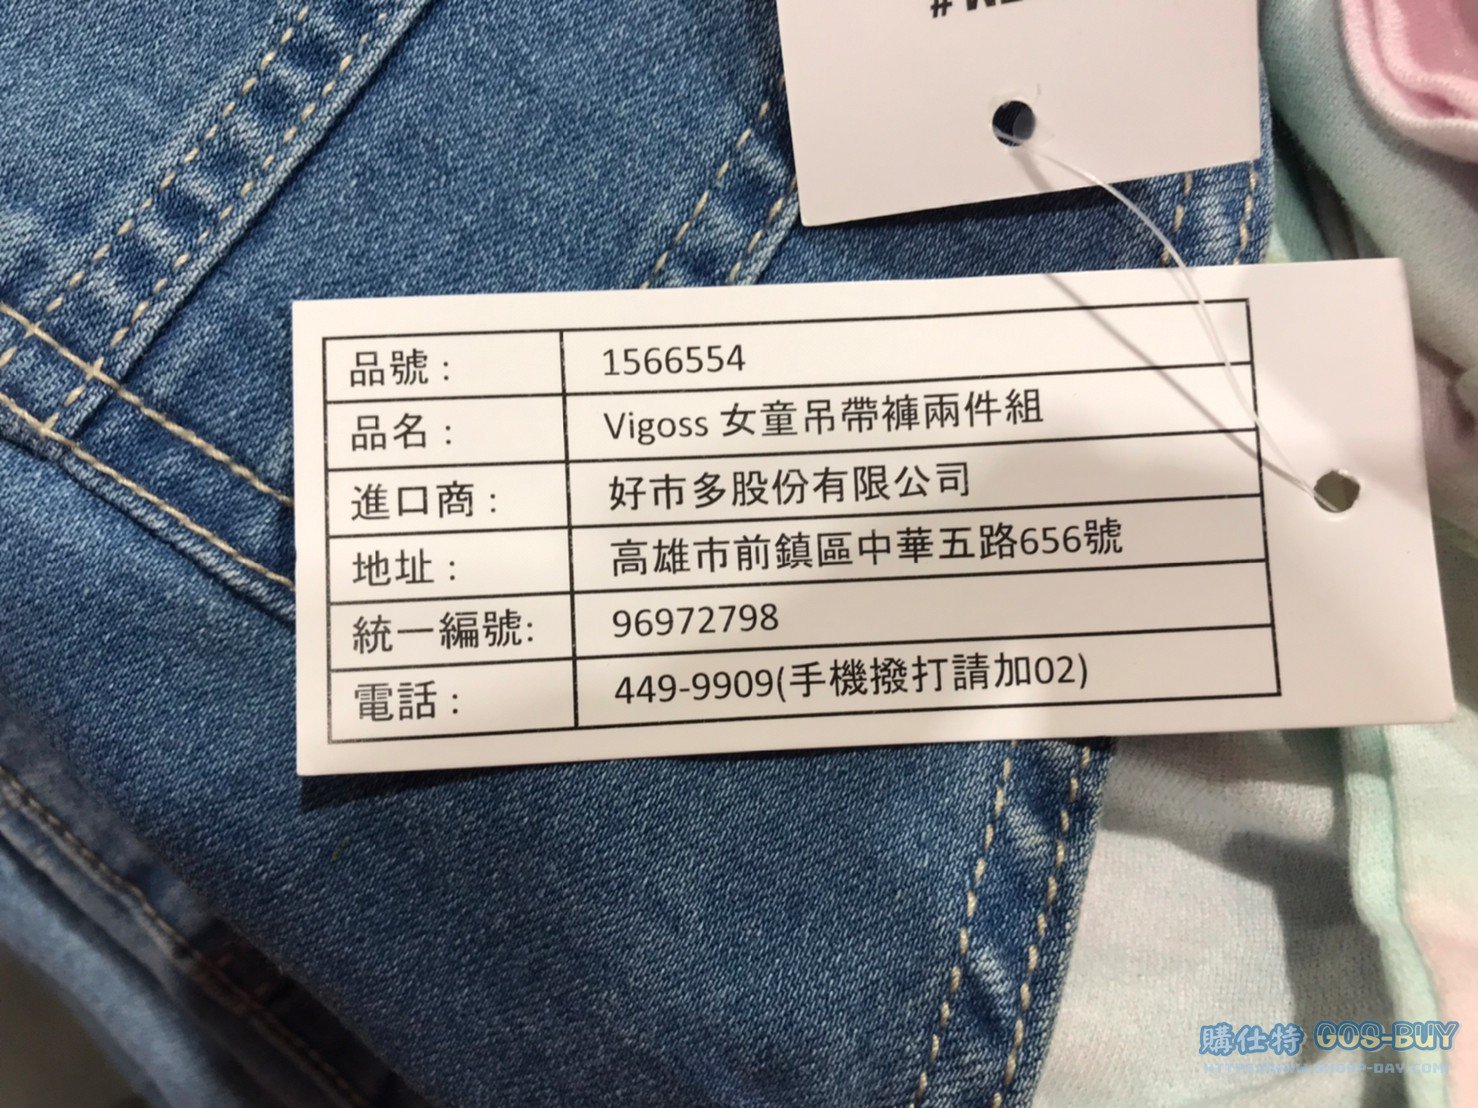 品號：	1566554
品名：	Vigoss 女童吊帶褲兩件組
進口商：	好市多股份有限公司
地址：	高雄市前鎮區中華五路656號
統一編號:	96972798
電話：	449-9909(手機撥打請加02)
購仕特 GOS-BUY